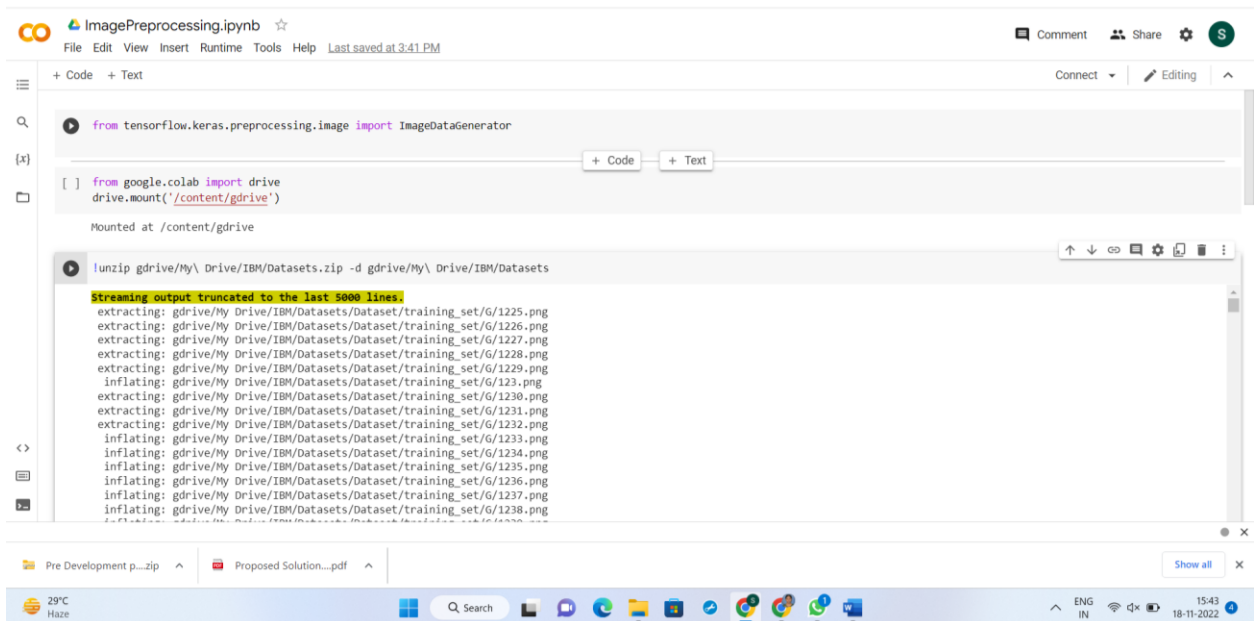 ImagePreprocessing.ipynb
File Edit View Insert Runtime Tools Help Last saved at 3:41 PM
Comment Share S
+ Code + Text
Connect Editing
from tensorflow.keras.preprocessing.image import ImageDataGenerator
+ Code + Text
{x}
[ ] from google.colab import drive
drive.mount('/content/gdrive')
Mounted at /content/gdrive
!unzip gdrive/My\ Drive/IBM/Datasets.zip -d gdrive/My\ Drive/IBM/Datasets
Streaming output truncated to the last 5000 lines.
extracting: gdrive/My Drive/IBM/Datasets/Dataset/training_set/G/1225.png
extracting: gdrive/My Drive/IBM/Datasets/Dataset/training_set/G/1226.png
extracting: gdrive/My Drive/IBM/Datasets/Dataset/training_set/G/1227.png
extracting: gdrive/My Drive/IBM/Datasets/Dataset/training_set/G/1228.png
extracting: gdrive/My Drive/IBM/Datasets/Dataset/training_set/G/1229.png
inflating: gdrive/My Drive/IBM/Datasets/Dataset/training_set/G/123.png
extracting: gdrive/My Drive/IBM/Datasets/Dataset/training_set/G/1230.png
extracting: gdrive/My Drive/IBM/Datasets/Dataset/training_set/G/1231.png
extracting: gdrive/My Drive/IBM/Datasets/Dataset/training_set/G/1232.png
inflating: gdrive/My Drive/IBM/Datasets/Dataset/training_set/G/1233.png
inflating: gdrive/My Drive/IBM/Datasets/Dataset/training_set/G/1234.png
inflating: gdrive/My Drive/IBM/Datasets/Dataset/training_set/G/1235.png
inflating: gdrive/My Drive/IBM/Datasets/Dataset/training_set/G/1236.png
inflating: gdrive/My Drive/IBM/Datasets/Dataset/training_set/G/1237.png
inflating: gdrive/My Drive/IBM/Datasets/Dataset/training_set/G/1238.png
Pre Development p....zip Proposed Solution....pdf Show all
29°C
Haze
Search
ENG
IN
15:43
18-11-2022
4